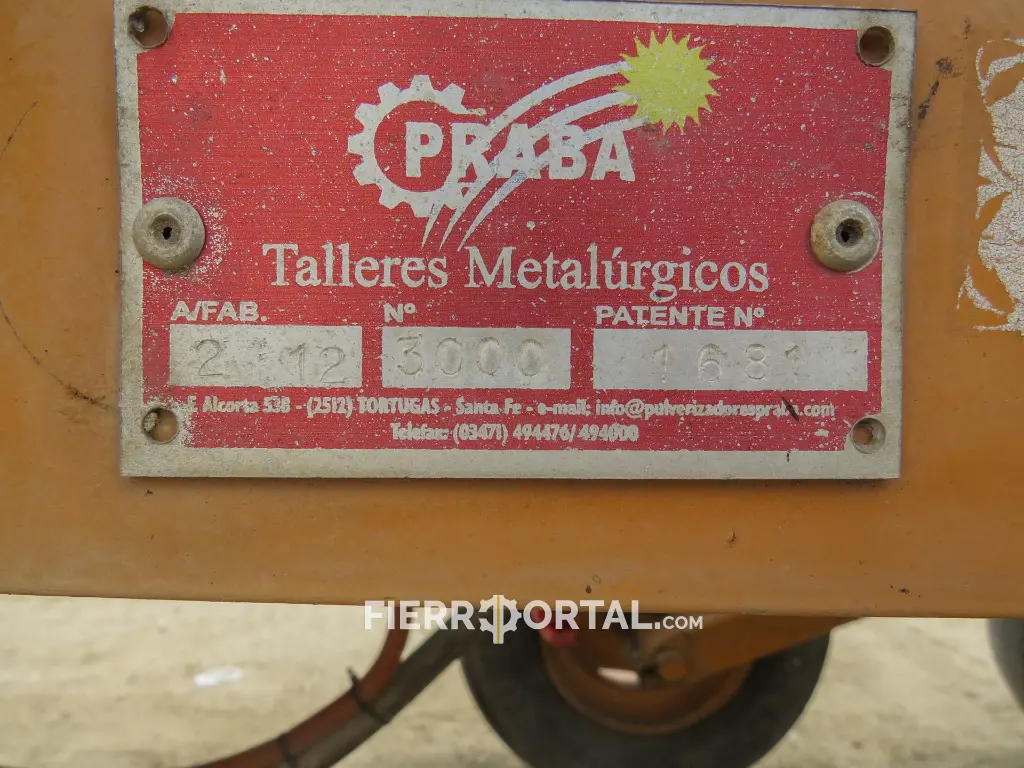 PRABA
Talleres Metalúrgicos
A/FAB. Nº PATENTE Nº
2 12 3000 1681
F. Alcorta 538 - (2512) TORTUGAS - Santa Fe - e-mail: info@pulverizadorespraba.com
Telefax: (03471) 494476/ 494000
FIERROPORTAL.COM